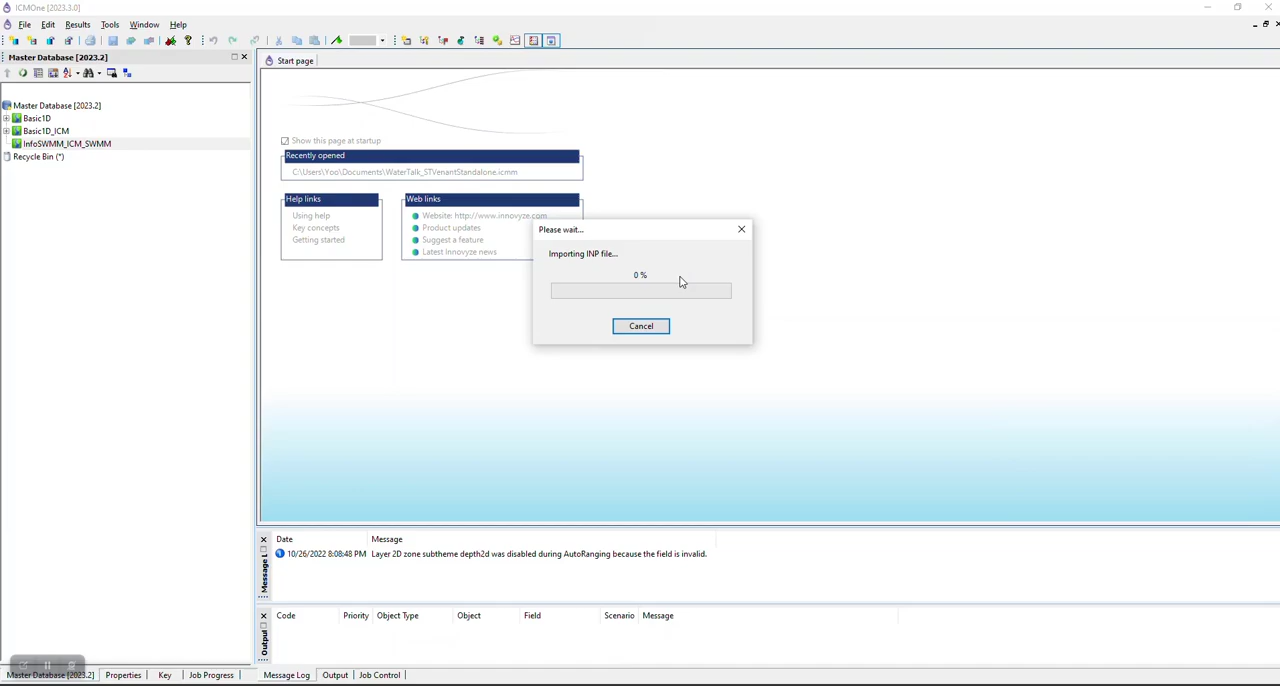 ICMOne [2023.3.0]
File Edit Results Tools Window Help
Master Database [2023.2]
Start page
Master Database [2023.2]
Basic1D
Basic1D_ICM
InfoSWMM_ICM_SWMM
Recycle Bin (*)
Show this page at startup
Recently opened
C:\Users\Yoo\Documents\WaterTalk_STVenantStandalone.icmm
Help links
Using help
Key concepts
Getting started
Web links
Website: http://www.innovyze.com
Product updates
Suggest a feature
Latest Innovyze news
Please wait...
Importing INP file...
0 %
Cancel
Message L
Date Message
10/26/2022 8:08:48 PM Layer 2D zone subtheme depth2d was disabled during AutoRanging because the field is invalid.
Output
Code Priority Object Type Object Field Scenario Message
Master Database [2023.2] Properties Key Job Progress
Message Log Output Job Control